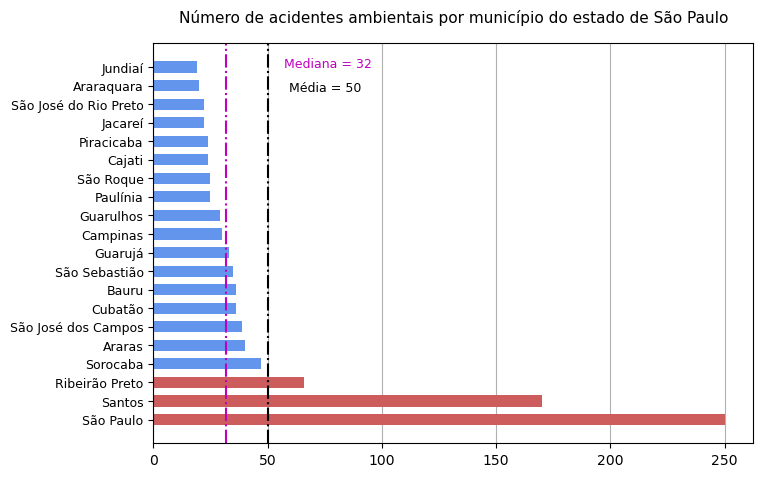 Número de acidentes ambientais por município do estado de São Paulo
Mediana = 32
Média = 50
Jundiaí
Araraquara
São José do Rio Preto
Jacareí
Piracicaba
Cajati
São Roque
Paulínia
Guarulhos
Campinas
Guarujá
São Sebastião
Bauru
Cubatão
São José dos Campos
Araras
Sorocaba
Ribeirão Preto
Santos
São Paulo
0 50 100 150 200 250